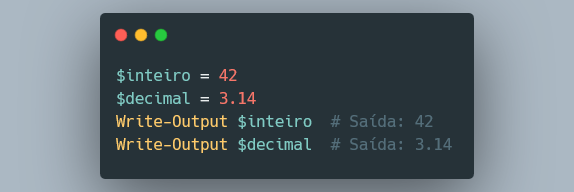 $inteiro = 42
$decimal = 3.14
Write-Output $inteiro  # Saída: 42
Write-Output $decimal  # Saída: 3.14